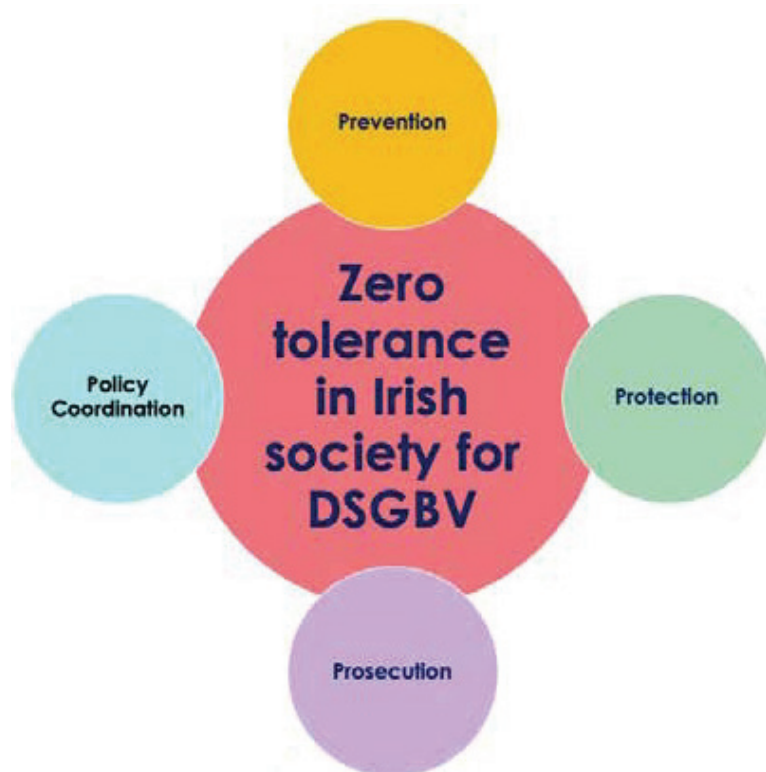 Prevention
Zero
tolerance
in Irish
society for
DSGBV
Policy
Coordination
Protection
Prosecution